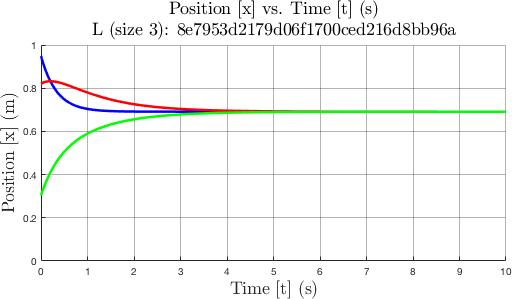 Position [x] vs. Time [t] (s)
L (size 3): 8e7953d2179d06f1700ced216d8bb96a
Position [x] (m)
1
0.8
0.6
0.4
0.2
0
0 1 2 3 4 5 6 7 8 9 10
Time [t] (s)